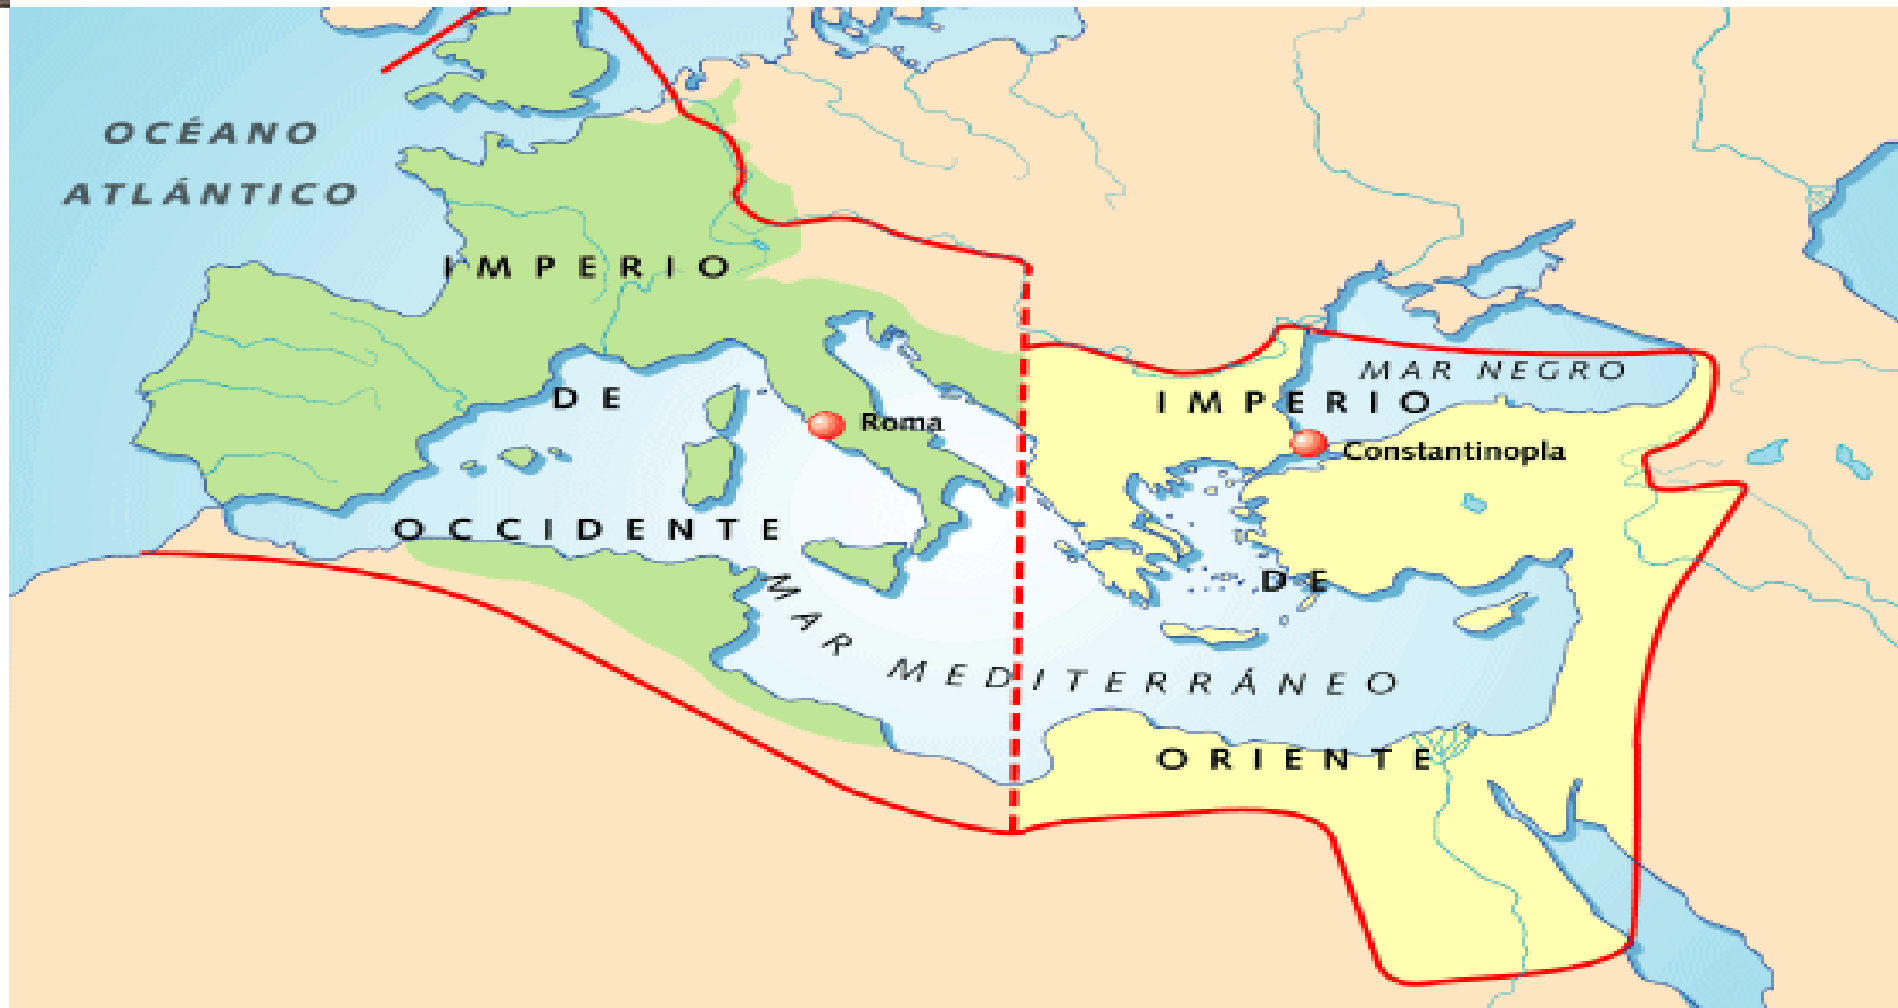 OCÉANO
ATLÁNTICO
IMPERIO
DE
OCCIDENTE
Roma
MAR MEDITERRÁNEO
MAR NEGRO
IMPERIO
Constantinopla
DE
ORIENTE